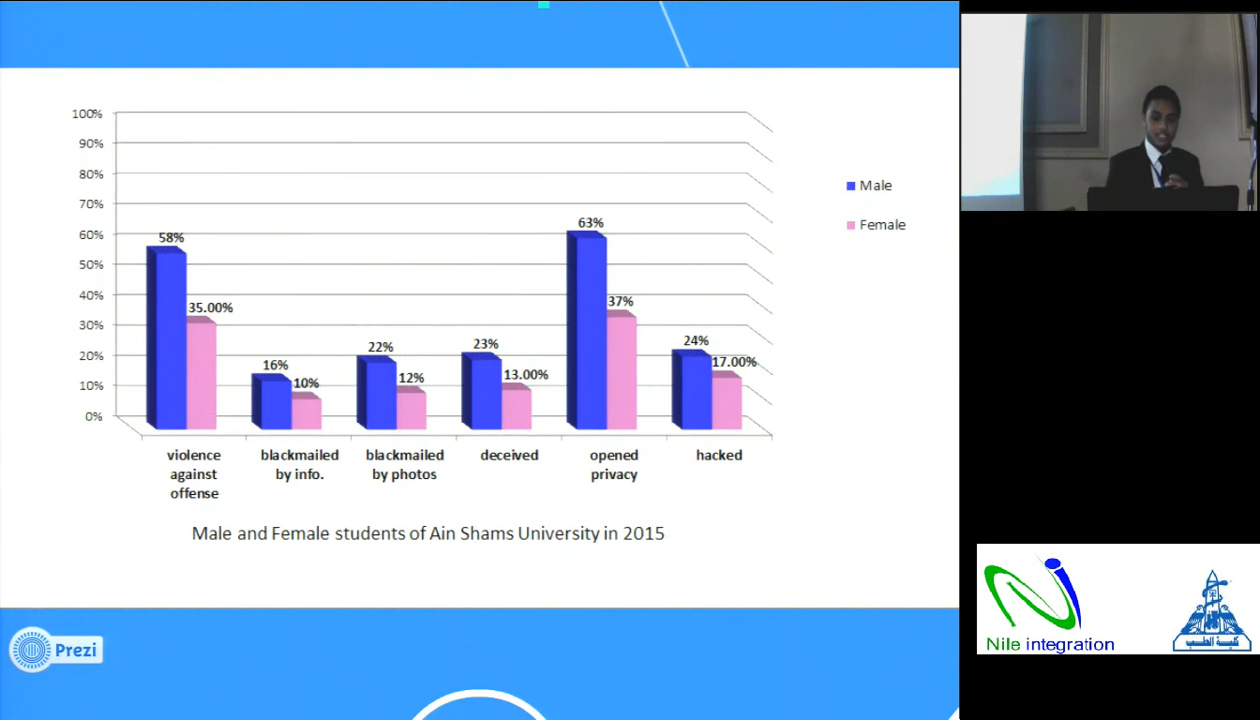 100%
90%
80%
70%
60%
50%
40%
30%
20%
10%
0%
58%
35.00%
16%
10%
22%
12%
23%
13.00%
63%
37%
24%
17.00%
violence
against
offense
blackmailed
by info.
blackmailed
by photos
deceived
opened
privacy
hacked
Male
Female
Male and Female students of Ain Shams University in 2015
Prezi
Nile integration
كلية الطب